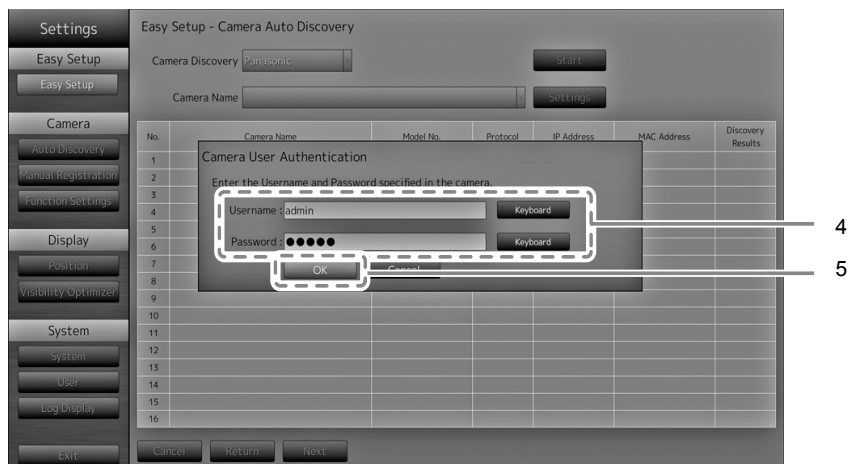 Settings
Easy Setup
Easy Setup
Camera
Auto Discovery
Manual Registration
Function Settings
Display
Position
Visibility Optimizer
System
System
User
Log Display
Exit
Easy Setup - Camera Auto Discovery
Camera Discovery Panasonic Start
Camera Name Settings
No. Camera Name Model No. Protocol IP Address MAC Address Discovery Results
1
2
3
4
5
6
7
8
9
10
11
12
13
14
15
16
Camera User Authentication
Enter the Username and Password specified in the camera.
Username : admin Keyboard
Password : ●●●●● Keyboard
OK Cancel
Cancel Return Next
4
5